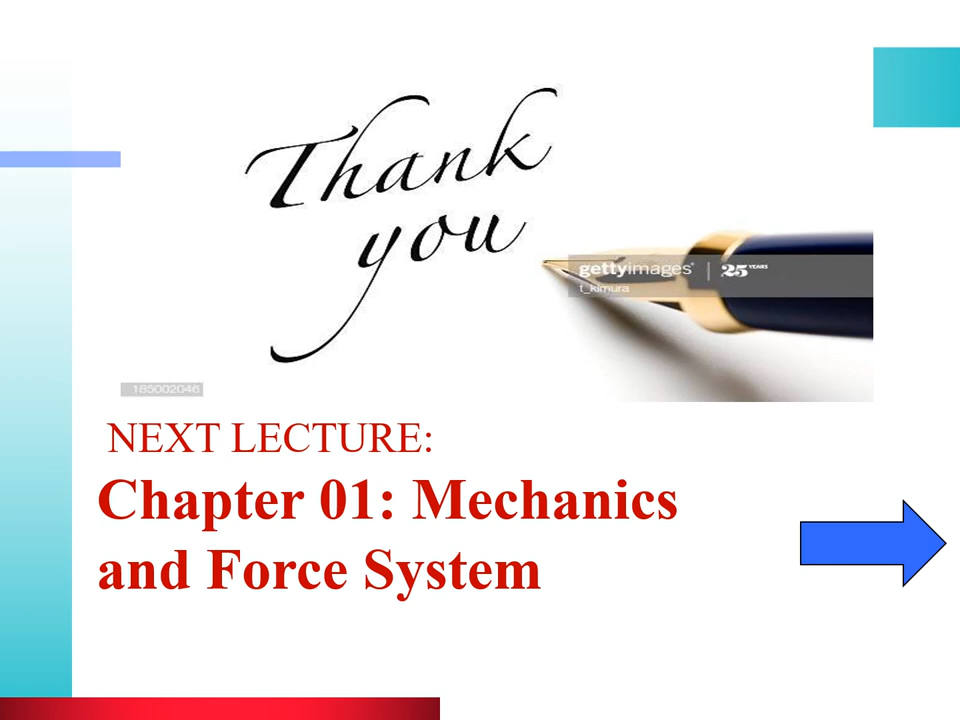 Thank
you
gettyimages® | 25 YEARS
t_kimura
185002046
NEXT LECTURE:
Chapter 01: Mechanics
and Force System